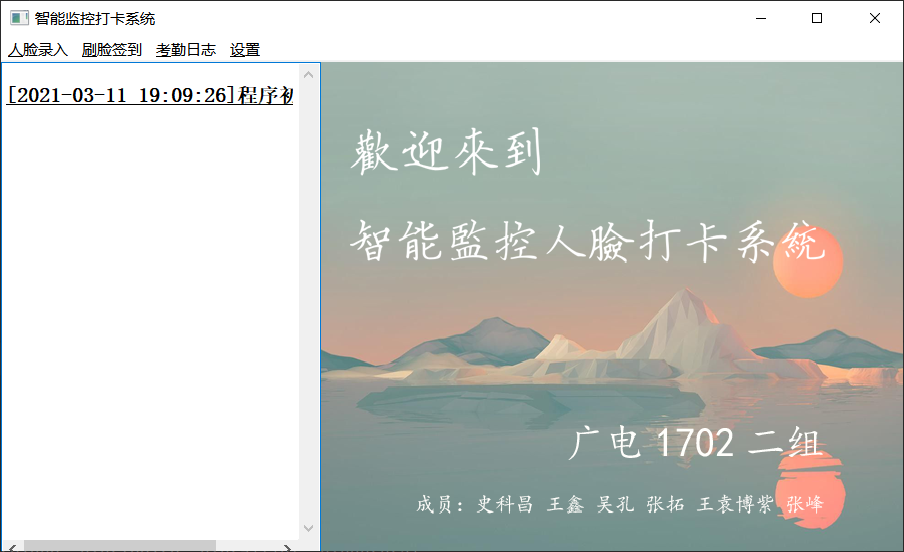 智能监控打卡系统
人脸录入 刷脸签到 考勤日志 设置
[2021-03-11 19:09:26]程序初
歡迎來到
智能監控人臉打卡系統
广电 1702 二组
成员：史科昌 王鑫 吴孔 张拓 王袁博紫 张峰